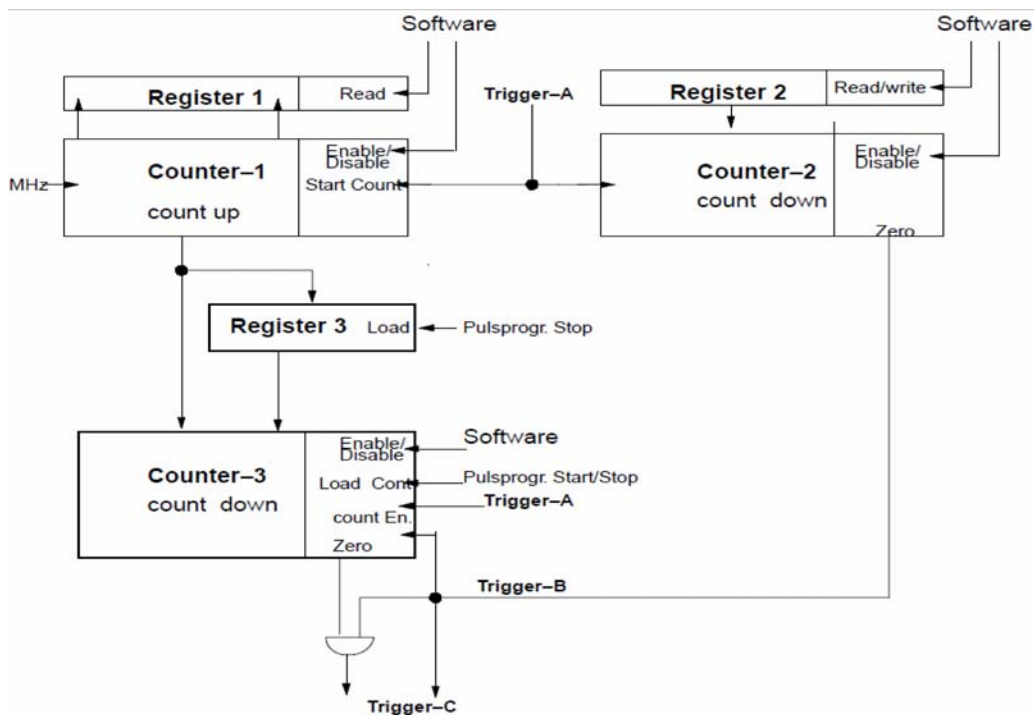 Software
Software
Register 1
Read
Trigger–A
Register 2
Read/write
MHz
Counter–1
count up
Enable/
Disable
Start Count
Counter–2
count down
Enable/
Disable
Zero
Register 3
Load
Pulsprogr. Stop
Counter–3
count down
Enable/
Disable
Software
Load Cont
Pulsprogr. Start/Stop
Trigger–A
count En.
Zero
Trigger–B
Trigger–C